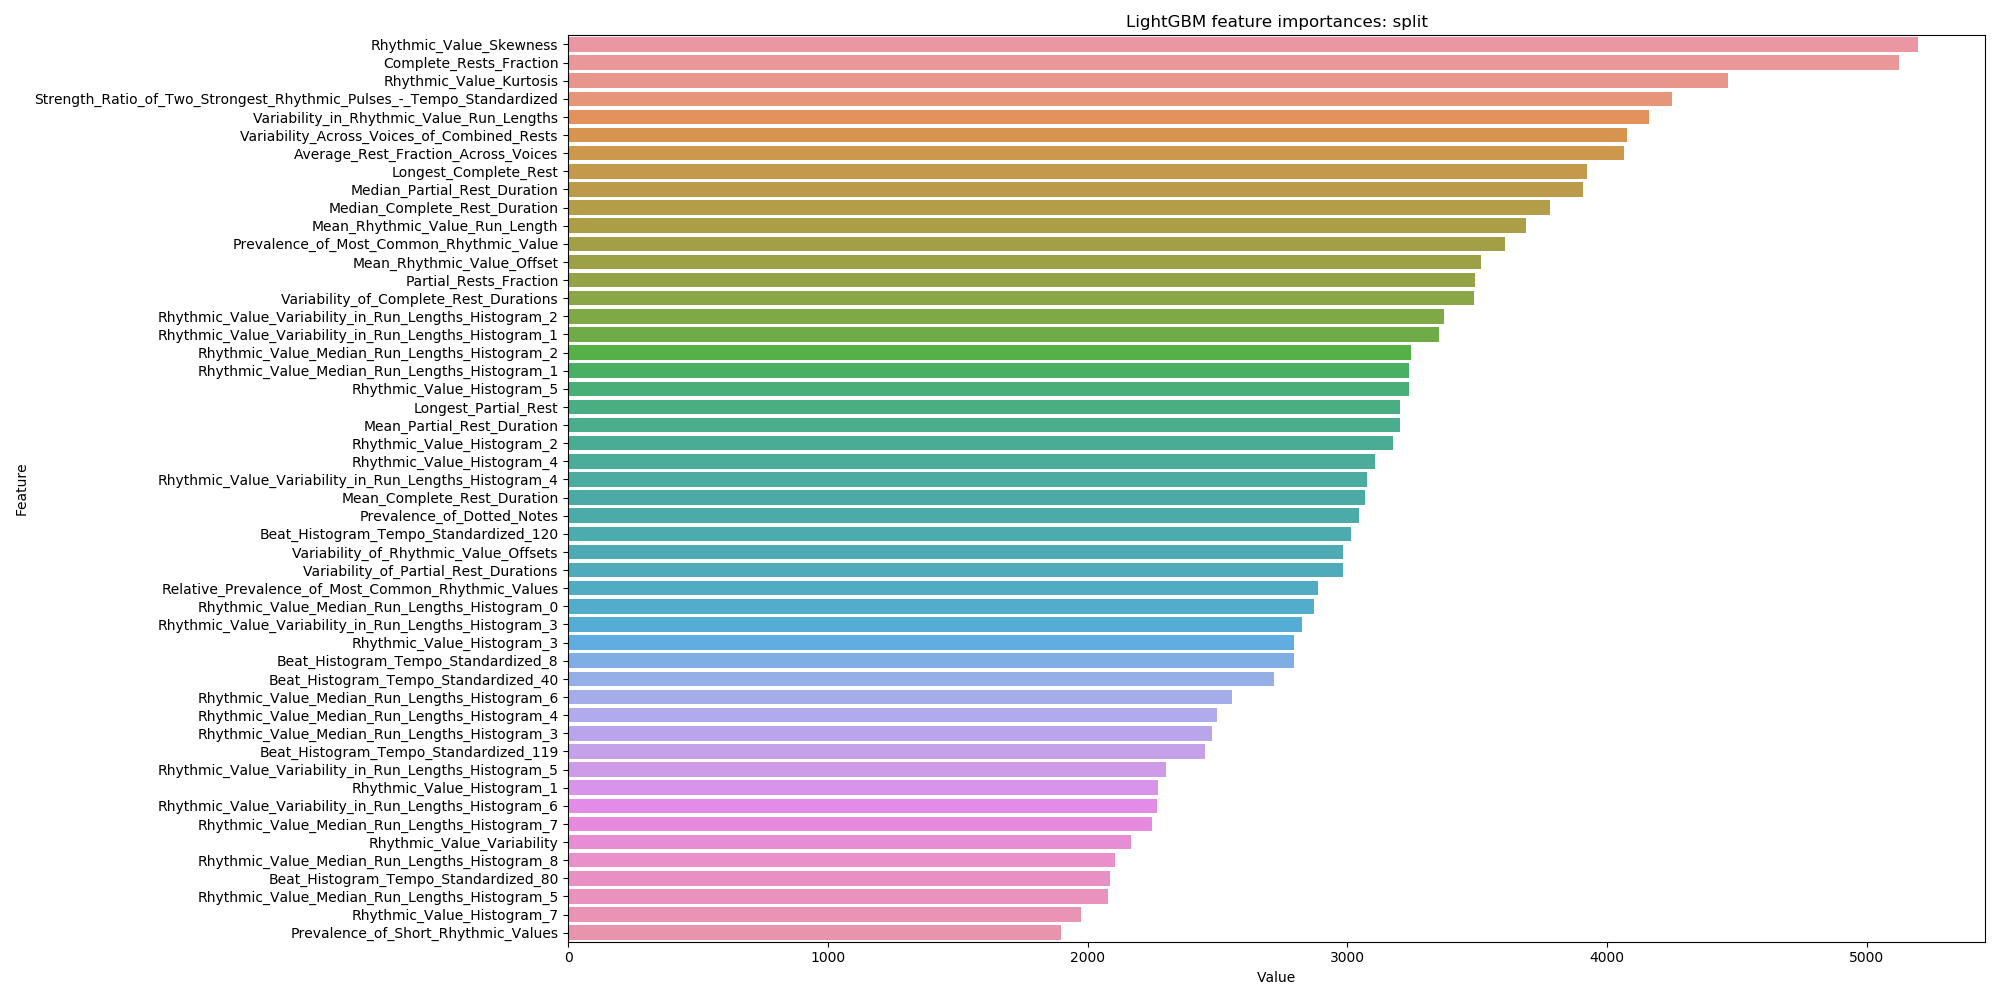 LightGBM feature importances: split
Rhythmic_Value_Skewness
Complete_Rests_Fraction
Rhythmic_Value_Kurtosis
Strength_Ratio_of_Two_Strongest_Rhythmic_Pulses_-_Tempo_Standardized
Variability_in_Rhythmic_Value_Run_Lengths
Variability_Across_Voices_of_Combined_Rests
Average_Rest_Fraction_Across_Voices
Longest_Complete_Rest
Median_Partial_Rest_Duration
Median_Complete_Rest_Duration
Mean_Rhythmic_Value_Run_Length
Prevalence_of_Most_Common_Rhythmic_Value
Mean_Rhythmic_Value_Offset
Partial_Rests_Fraction
Variability_of_Complete_Rest_Durations
Rhythmic_Value_Variability_in_Run_Lengths_Histogram_2
Rhythmic_Value_Variability_in_Run_Lengths_Histogram_1
Rhythmic_Value_Median_Run_Lengths_Histogram_2
Rhythmic_Value_Median_Run_Lengths_Histogram_1
Rhythmic_Value_Histogram_5
Longest_Partial_Rest
Mean_Partial_Rest_Duration
Rhythmic_Value_Histogram_2
Rhythmic_Value_Histogram_4
Rhythmic_Value_Variability_in_Run_Lengths_Histogram_4
Mean_Complete_Rest_Duration
Prevalence_of_Dotted_Notes
Beat_Histogram_Tempo_Standardized_120
Variability_of_Rhythmic_Value_Offsets
Variability_of_Partial_Rest_Durations
Relative_Prevalence_of_Most_Common_Rhythmic_Values
Rhythmic_Value_Median_Run_Lengths_Histogram_0
Rhythmic_Value_Variability_in_Run_Lengths_Histogram_3
Rhythmic_Value_Histogram_3
Beat_Histogram_Tempo_Standardized_8
Beat_Histogram_Tempo_Standardized_40
Rhythmic_Value_Median_Run_Lengths_Histogram_6
Rhythmic_Value_Median_Run_Lengths_Histogram_4
Rhythmic_Value_Median_Run_Lengths_Histogram_3
Beat_Histogram_Tempo_Standardized_119
Rhythmic_Value_Variability_in_Run_Lengths_Histogram_5
Rhythmic_Value_Histogram_1
Rhythmic_Value_Variability_in_Run_Lengths_Histogram_6
Rhythmic_Value_Median_Run_Lengths_Histogram_7
Rhythmic_Value_Variability
Rhythmic_Value_Median_Run_Lengths_Histogram_8
Beat_Histogram_Tempo_Standardized_80
Rhythmic_Value_Median_Run_Lengths_Histogram_5
Rhythmic_Value_Histogram_7
Prevalence_of_Short_Rhythmic_Values
Feature
0 1000 2000 3000 4000 5000
Value